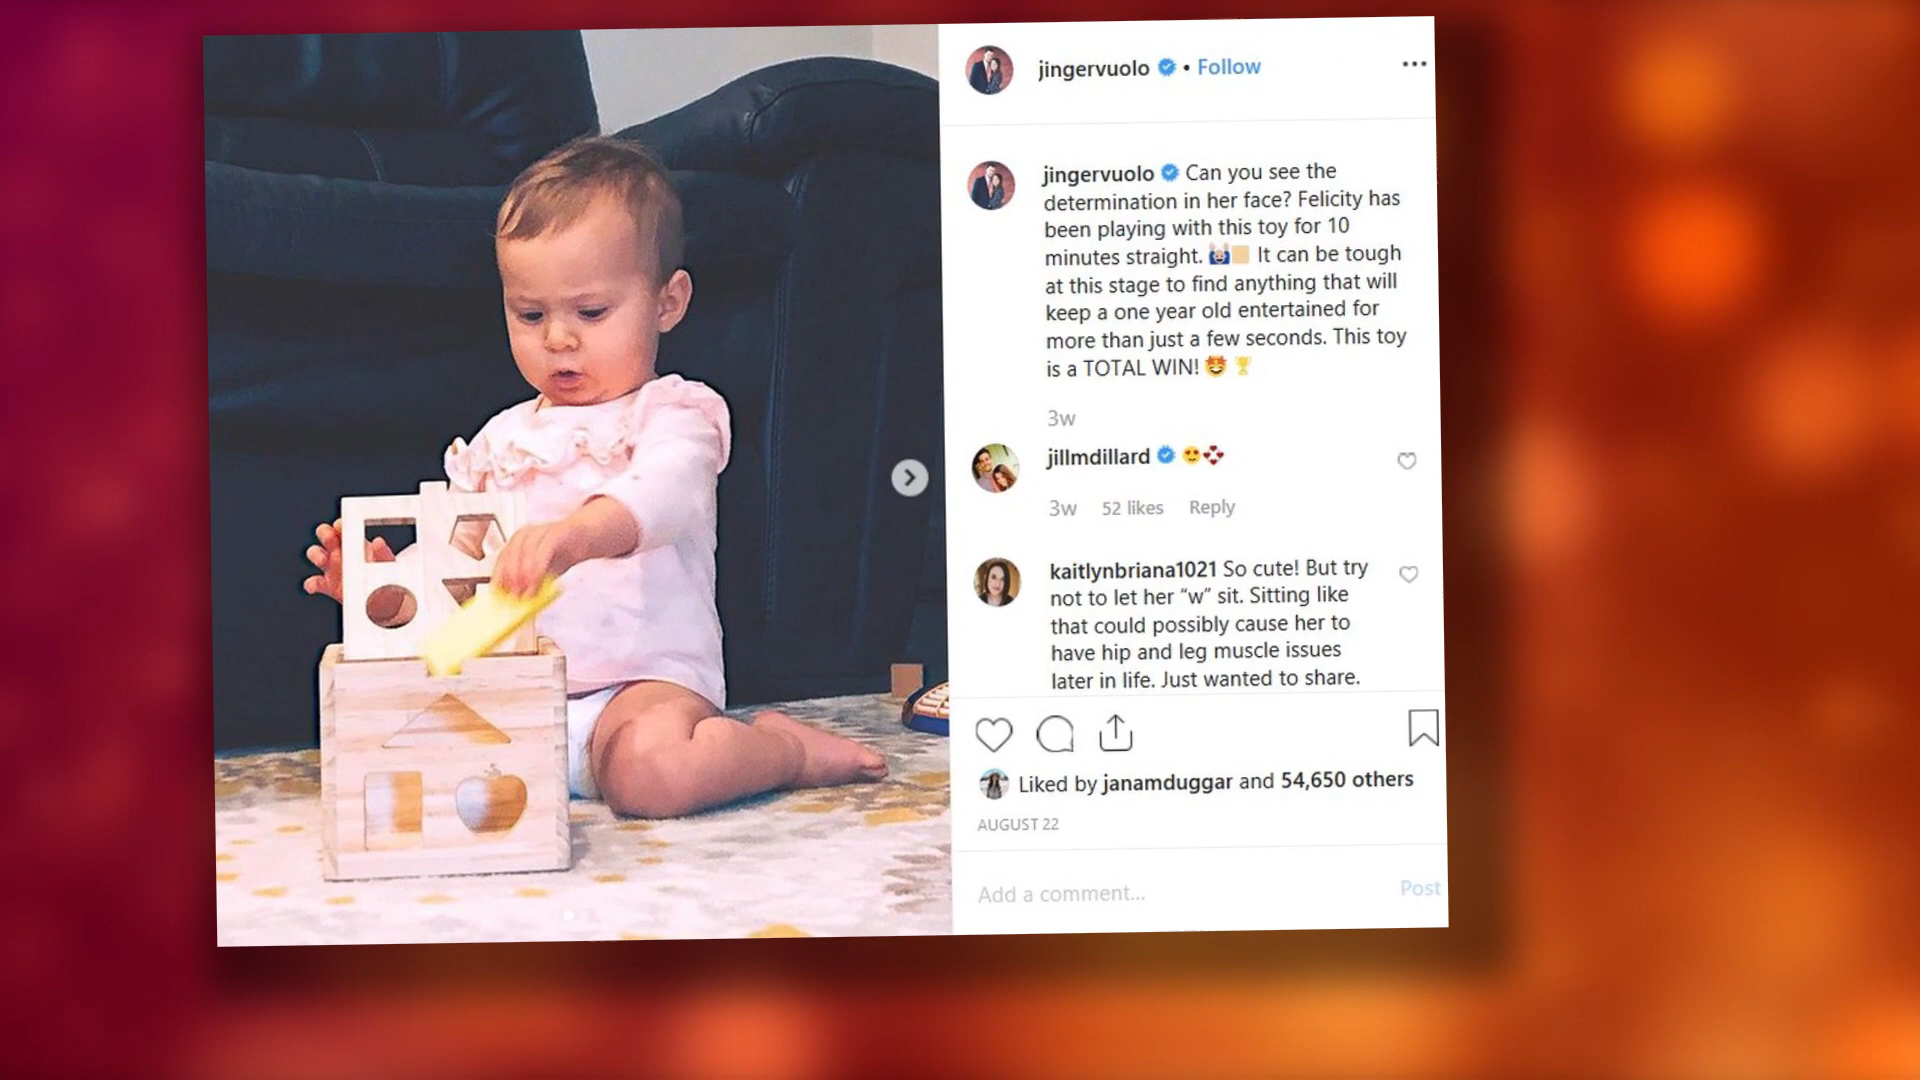 jingervuolo • Follow
jingervuolo Can you see the
determination in her face? Felicity has
been playing with this toy for 10
minutes straight. 🙌🏼 It can be tough
at this stage to find anything that will
keep a one year old entertained for
more than just a few seconds. This toy
is a TOTAL WIN! 🤩 🏆
3w
jillmdillard 😍💞
3w 52 likes Reply
kaitlynbriana1021 So cute! But try
not to let her “w” sit. Sitting like
that could possibly cause her to
have hip and leg muscle issues
later in life. Just wanted to share.
Liked by janamduggar and 54,650 others
AUGUST 22
Add a comment... Post